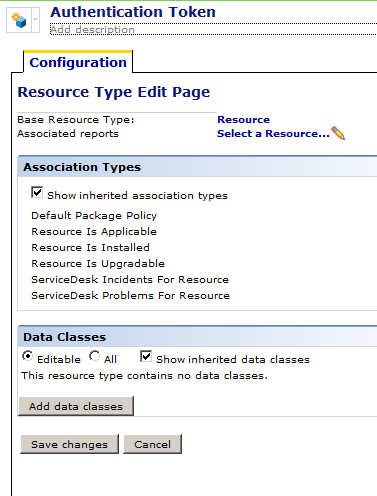 Authentication Token
Add description
Configuration
Resource Type Edit Page
Base Resource Type: Resource
Associated reports Select a Resource...
Association Types
Show inherited association types
Default Package Policy
Resource Is Applicable
Resource Is Installed
Resource Is Upgradable
ServiceDesk Incidents For Resource
ServiceDesk Problems For Resource
Data Classes
Editable All Show inherited data classes
This resource type contains no data classes.
Add data classes
Save changes Cancel